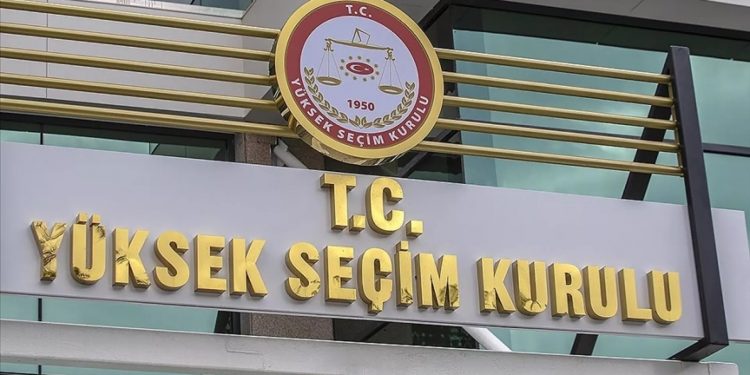 T.C.
1950
YÜKSEK SEÇİM KURULU
T.C.
YÜKSEK SEÇİM KURULU